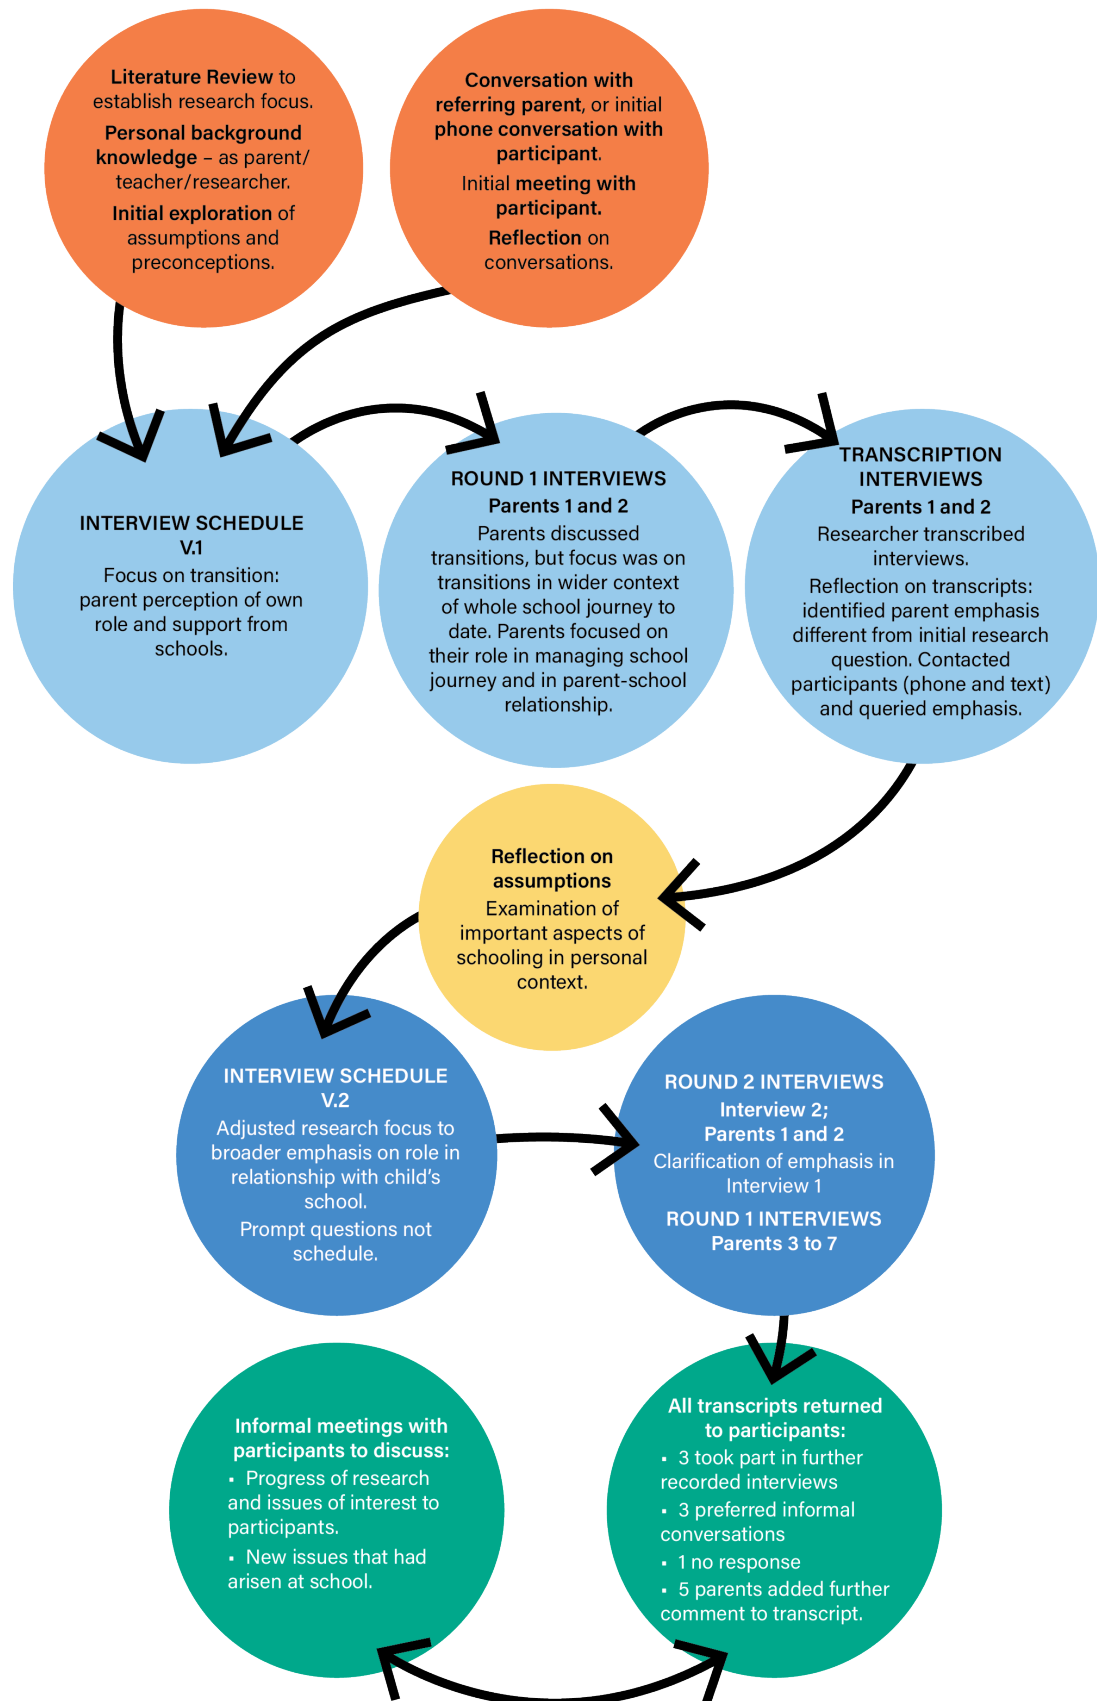 Literature Review to
establish research focus.
Personal background
knowledge – as parent/
teacher/researcher.
Initial exploration of
assumptions and
preconceptions.
Conversation with
referring parent, or initial
phone conversation with
participant.
Initial meeting with
participant.
Reflection on
conversations.
INTERVIEW SCHEDULE
V.1
Focus on transition:
parent perception of own
role and support from
schools.
ROUND 1 INTERVIEWS
Parents 1 and 2
Parents discussed
transitions, but focus was on
transitions in wider context
of whole school journey to
date. Parents focused on
their role in managing school
journey and in parent-school
relationship.
TRANSCRIPTION
INTERVIEWS
Parents 1 and 2
Researcher transcribed
interviews.
Reflection on transcripts:
identified parent emphasis
different from initial research
question. Contacted
participants (phone and text)
and queried emphasis.
Reflection on
assumptions
Examination of
important aspects of
schooling in personal
context.
INTERVIEW SCHEDULE
V.2
Adjusted research focus to
broader emphasis on role in
relationship with child's
school.
Prompt questions not
schedule.
ROUND 2 INTERVIEWS
Interview 2;
Parents 1 and 2
Clarification of emphasis in
Interview 1
ROUND 1 INTERVIEWS
Parents 3 to 7
Informal meetings with
participants to discuss:
▪ Progress of research
and issues of interest to
participants.
▪ New issues that had
arisen at school.
All transcripts returned
to participants:
▪ 3 took part in further
recorded interviews
▪ 3 preferred informal
conversations
▪ 1 no response
▪ 5 parents added further
comment to transcript.